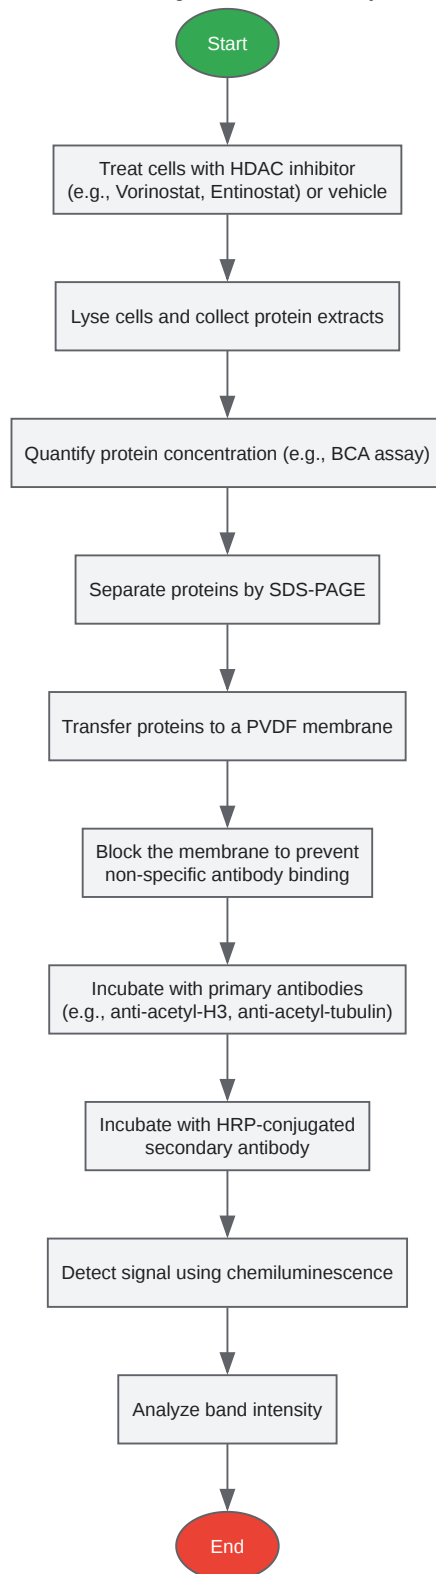 Start
Treat cells with HDAC inhibitor
(e.g., Vorinostat, Entinostat) or vehicle
Lyse cells and collect protein extracts
Quantify protein concentration (e.g., BCA assay)
Separate proteins by SDS-PAGE
Transfer proteins to a PVDF membrane
Block the membrane to prevent
non-specific antibody binding
Incubate with primary antibodies
(e.g., anti-acetyl-H3, anti-acetyl-tubulin)
Incubate with HRP-conjugated
secondary antibody
Detect signal using chemiluminescence
Analyze band intensity
End